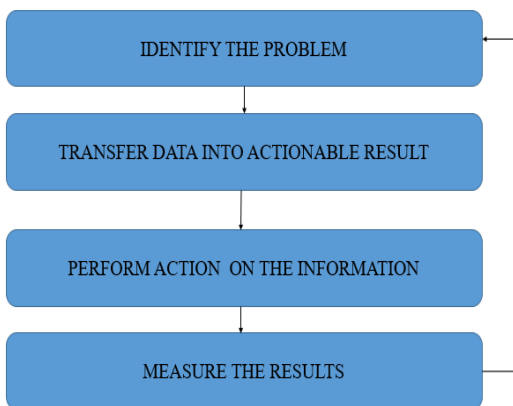 IDENTIFY THE PROBLEM
TRANSFER DATA INTO ACTIONABLE RESULT
PERFORM ACTION ON THE INFORMATION
MEASURE THE RESULTS